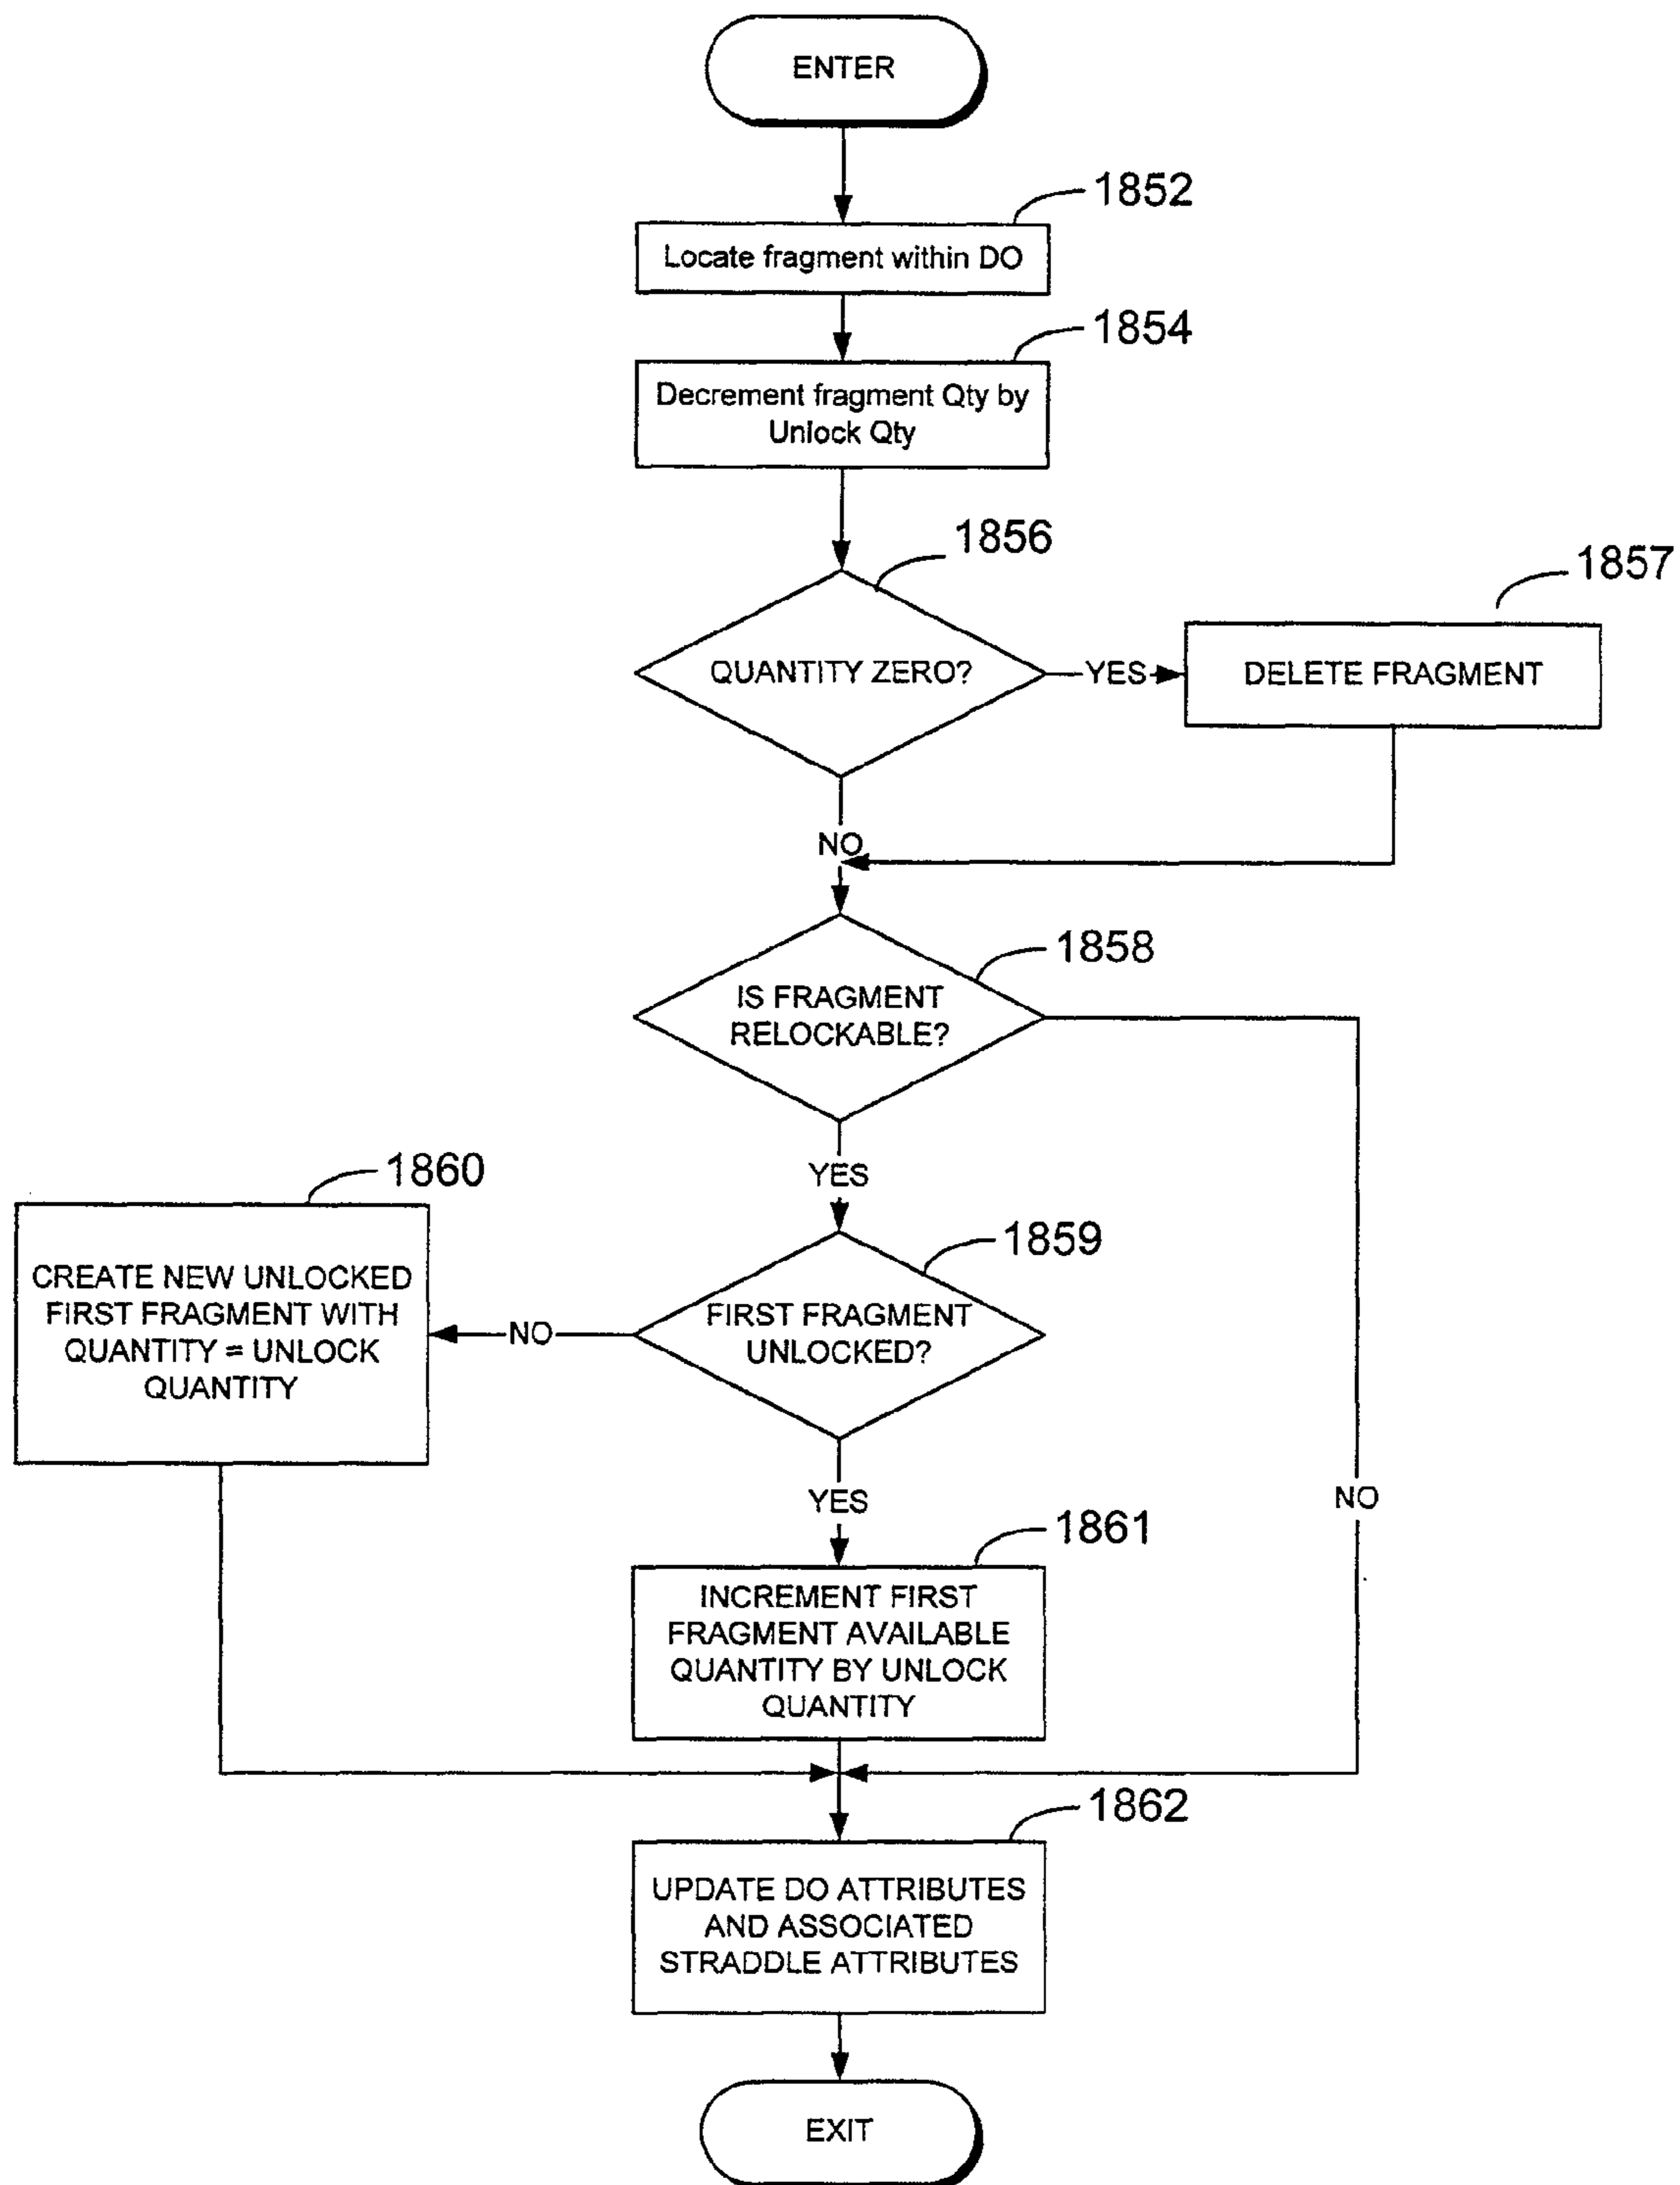 ENTER
1852
Locate fragment within DO
1854
Decrement fragment Qty by
Unlock Qty
1856
1857
QUANTITY ZERO?
YES
DELETE FRAGMENT
NO
1858
IS FRAGMENT
RELOCKABLE?
YES
1860
1859
CREATE NEW UNLOCKED
FIRST FRAGMENT WITH
QUANTITY = UNLOCK
QUANTITY
NO
FIRST FRAGMENT
UNLOCKED?
YES
NO
1861
INCREMENT FIRST
FRAGMENT AVAILABLE
QUANTITY BY UNLOCK
QUANTITY
1862
UPDATE DO ATTRIBUTES
AND ASSOCIATED
STRADDLE ATTRIBUTES
EXIT